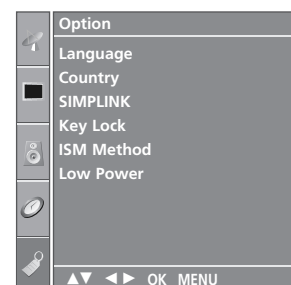 Option
Language
Country
SIMPLINK
Key Lock
ISM Method
Low Power
▲▼ ◄► OK MENU